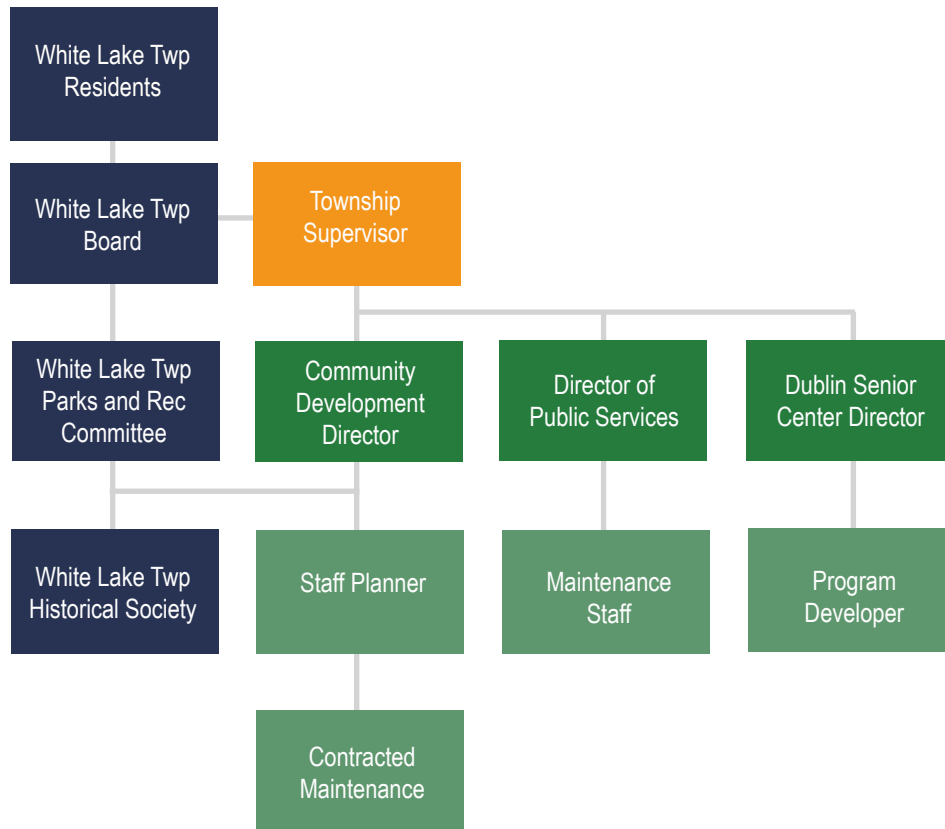 White Lake Twp
Residents
White Lake Twp
Board
Township
Supervisor
White Lake Twp
Parks and Rec
Committee
Community
Development
Director
Director of
Public Services
Dublin Senior
Center Director
White Lake Twp
Historical Society
Staff Planner
Maintenance
Staff
Program
Developer
Contracted
Maintenance